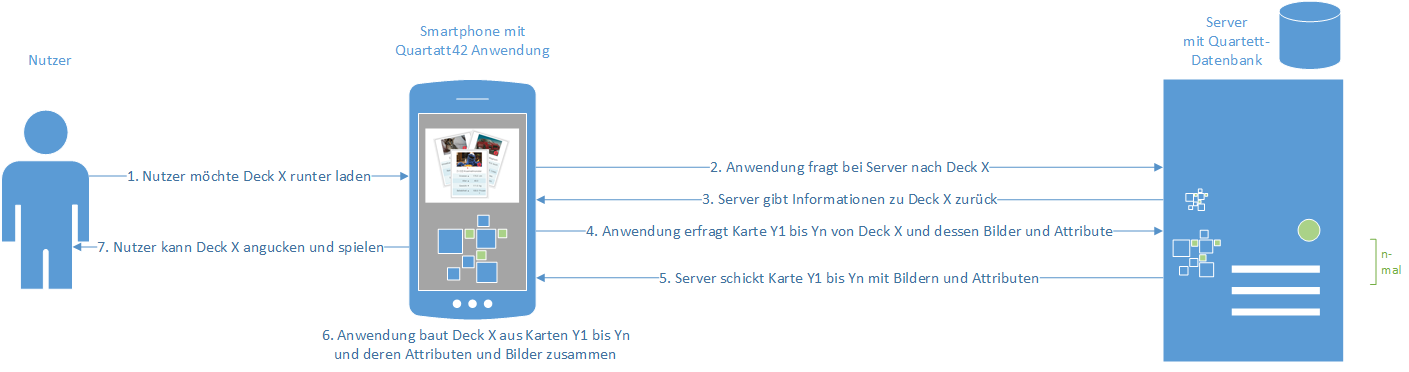 Nutzer
Smartphone mit
Quartatt42 Anwendung
Server
mit Quartett-
Datenbank
1. Nutzer möchte Deck X runter laden
2. Anwendung fragt bei Server nach Deck X
3. Server gibt Informationen zu Deck X zurück
4. Anwendung erfragt Karte Y1 bis Yn von Deck X und dessen Bilder und Attribute
5. Server schickt Karte Y1 bis Yn mit Bildern und Attributen
n-
mal
6. Anwendung baut Deck X aus Karten Y1 bis Yn
und deren Attributen und Bilder zusammen
7. Nutzer kann Deck X angucken und spielen